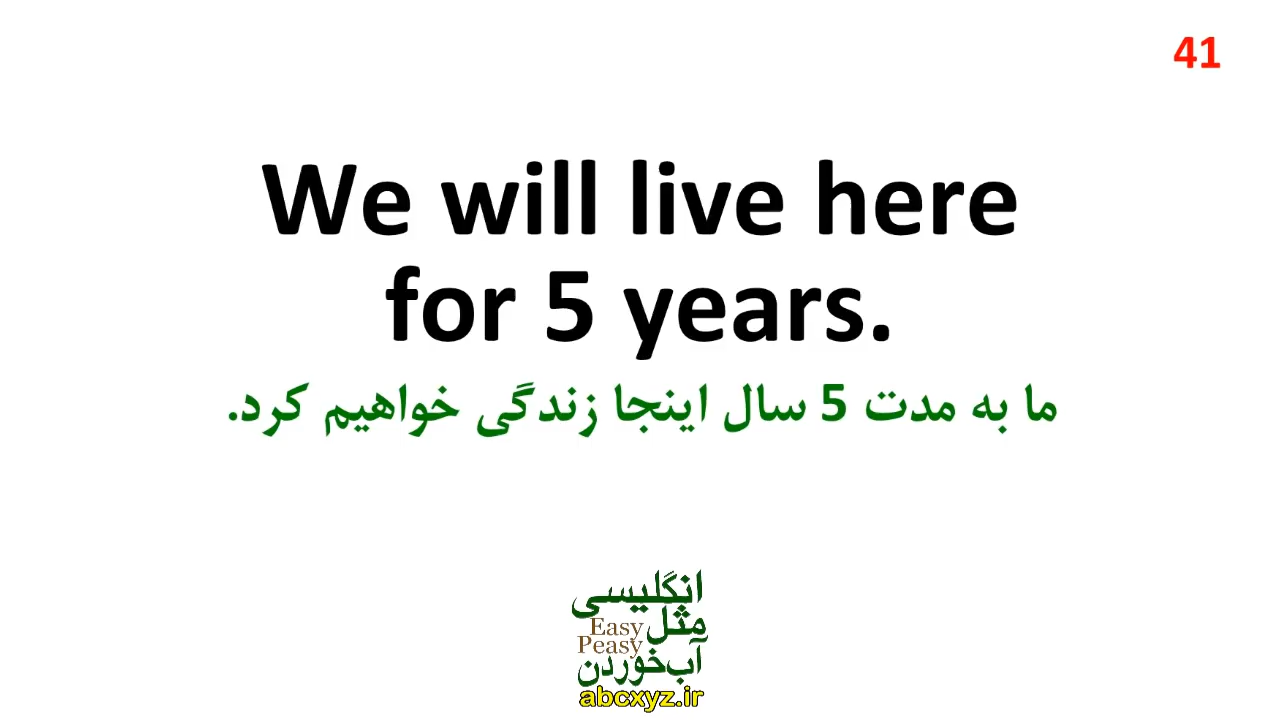 41
We will live here
for 5 years.
ما به مدت 5 سال اینجا زندگی خواهیم کرد.
انگلیسی
مثل
Easy
Peasy
آب‌خوردن
abcxyz.ir